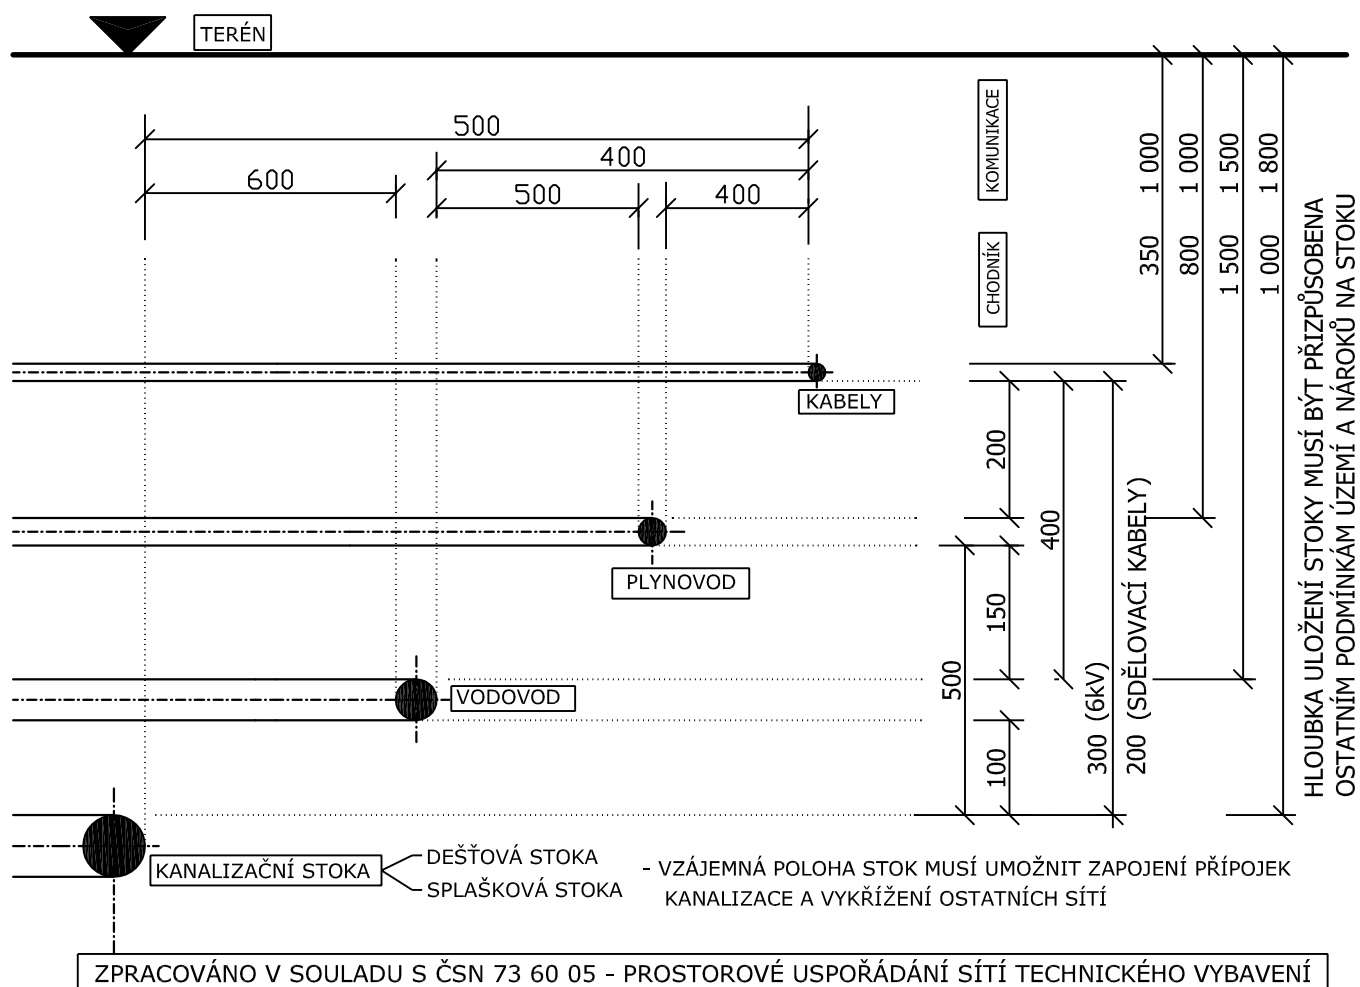 TERÉN
500
400
600
500
400
KOMUNIKACE
CHODNÍK
1 000
1 000
1 500
1 800
350
800
1 500
1 000
KABELY
200
400
PLYNOVOD
150
500
VODOVOD
100
300 (6kV)
200 (SDĚLOVACÍ KABELY)
HLOUBKA ULOŽENÍ STOKY MUSÍ BÝT PŘIZPŮSOBENA
OSTATNÍM PODMÍNKÁM ÚZEMÍ A NÁROKŮ NA STOKU
KANALIZAČNÍ STOKA
DEŠŤOVÁ STOKA
SPLAŠKOVÁ STOKA
- VZÁJEMNÁ POLOHA STOK MUSÍ UMOŽNIT ZAPOJENÍ PŘÍPOJEK
KANALIZACE A VYKŘÍŽENÍ OSTATNÍCH SÍTÍ
ZPRACOVÁNO V SOULADU S ČSN 73 60 05 - PROSTOROVÉ USPOŘÁDÁNÍ SÍTÍ TECHNICKÉHO VYBAVENÍ